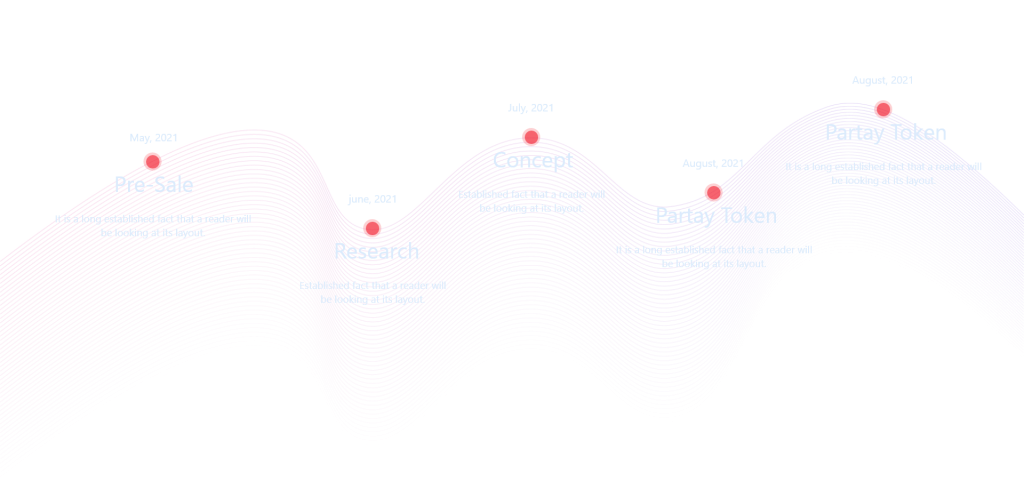 May, 2021
Pre-Sale
It is a long established fact that a reader will
be looking at its layout.
june, 2021
Research
Established fact that a reader will
be looking at its layout.
July, 2021
Concept
Established fact that a reader will
be looking at its layout.
August, 2021
Partay Token
It is a long established fact that a reader will
be looking at its layout.
August, 2021
Partay Token
It is a long established fact that a reader will
be looking at its layout.